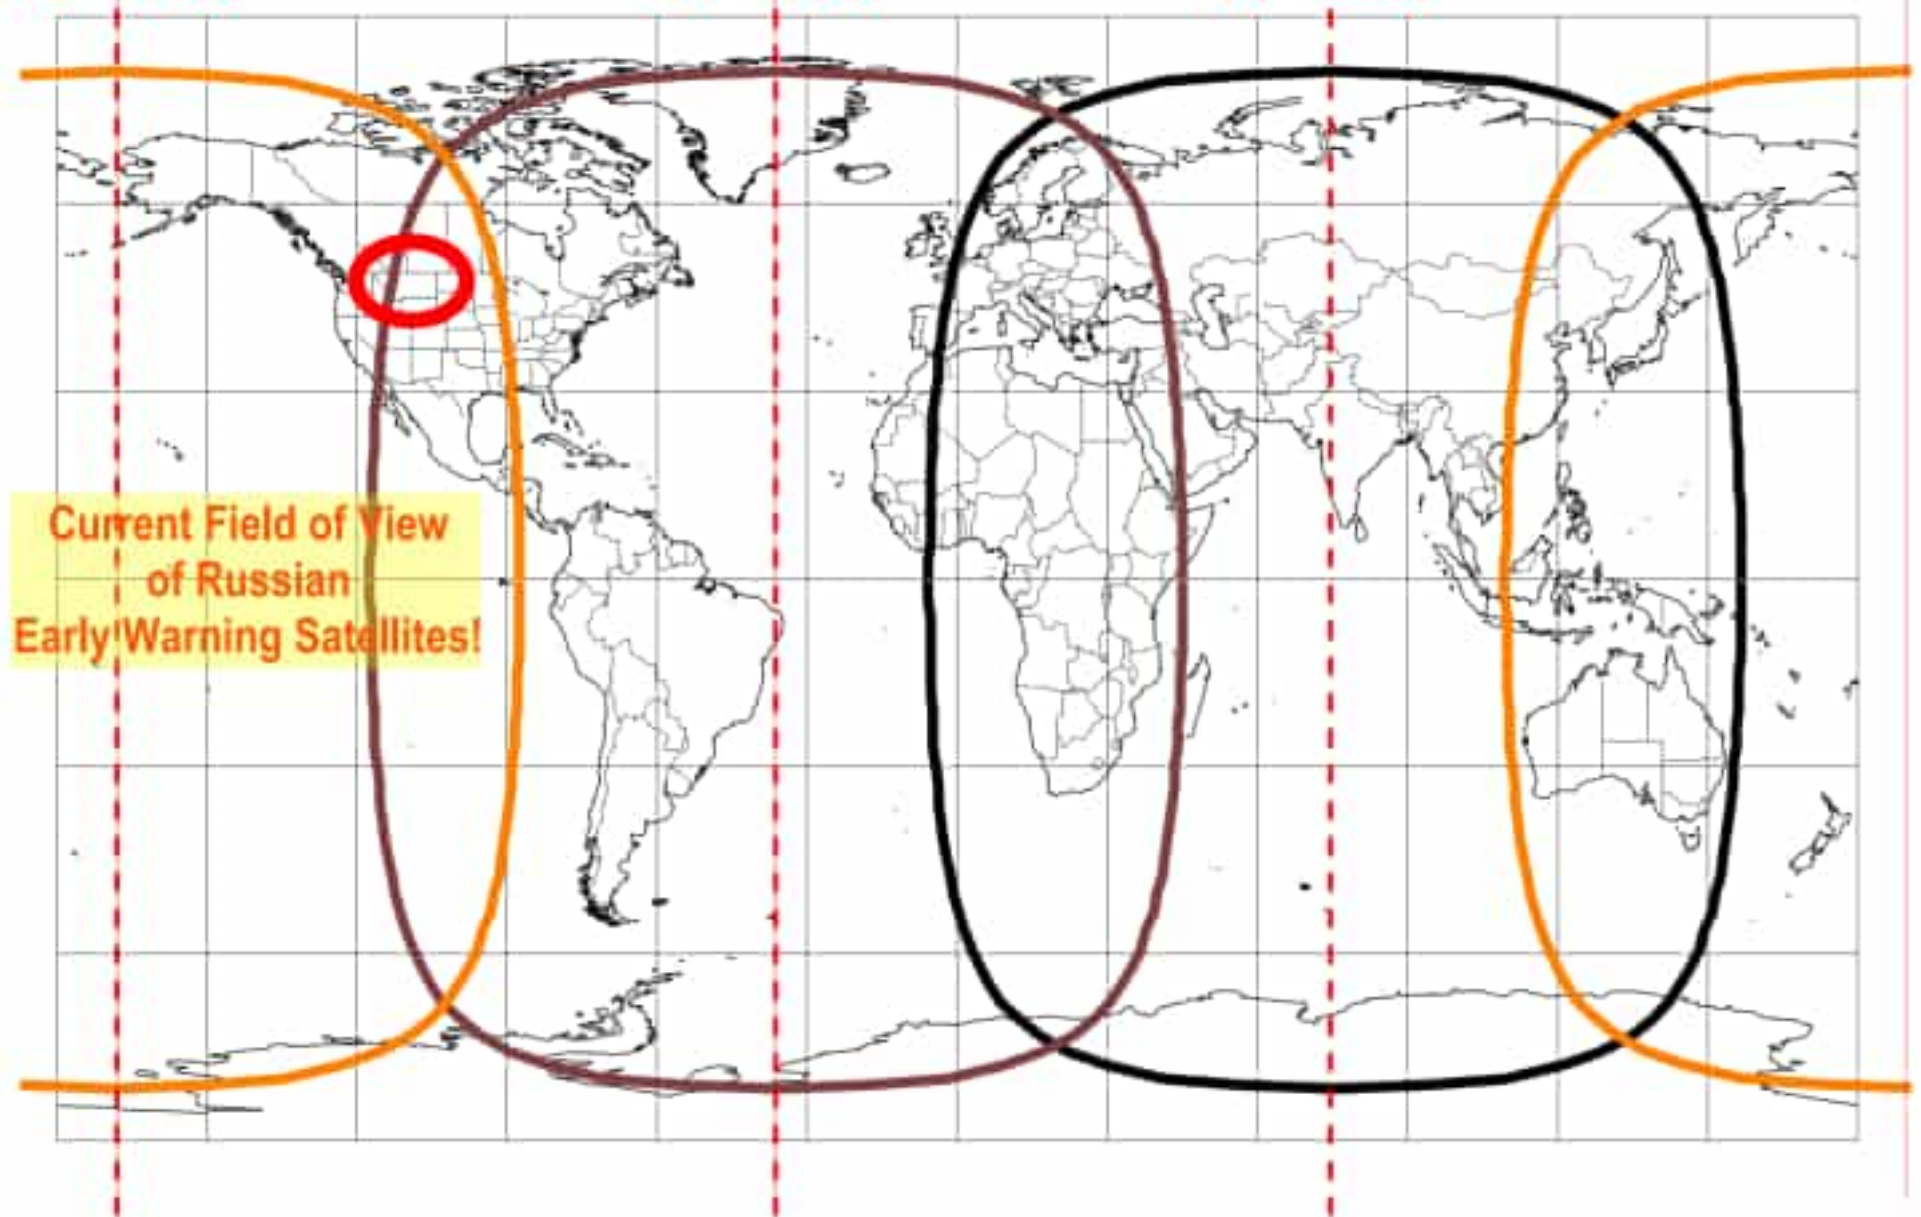 Current Field of View
of Russian
Early Warning Satellites!